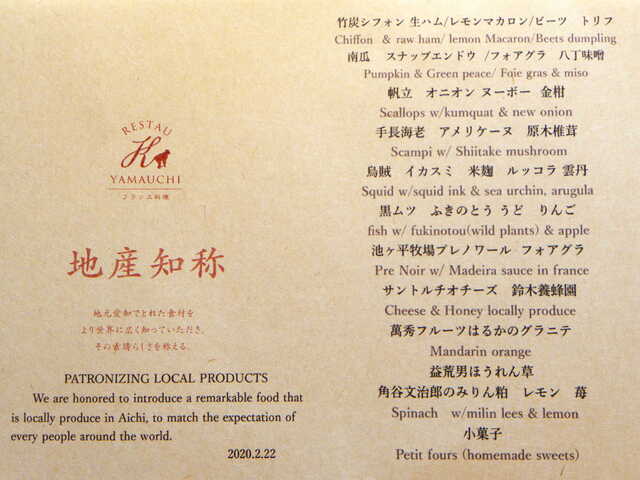 RESTAU
K
YAMAUCHI
フランス料理
地産知称
地元愛知でとれた食材を
より世界に広く知っていただき、
その素晴らしさを称える。
PATRONIZING LOCAL PRODUCTS
We are honored to introduce a remarkable food that
is locally produce in Aichi, to match the expectation of
every people around the world.
2020.2.22
竹炭シフォン 生ハム/レモンマカロン/ビーツ トリフ
Chiffon & raw ham/ lemon Macaron/Beets dumpling
南瓜 スナップエンドウ /フォアグラ 八丁味噌
Pumpkin & Green peace/ Foie gras & miso
帆立 オニオン ヌーボー 金柑
Scallops w/kumquat & new onion
手長海老 アメリケーヌ 原木椎茸
Scampi w/ Shiitake mushroom
烏賊 イカスミ 米麹 ルッコラ 雲丹
Squid w/squid ink & sea urchin, arugula
黒ムツ ふきのとう うど りんご
fish w/ fukinotou(wild plants) & apple
池ヶ平牧場プレノワール フォアグラ
Pre Noir w/ Madeira sauce in france
サントルチオチーズ 鈴木養蜂園
Cheese & Honey locally produce
萬秀フルーツはるかのグラニテ
Mandarin orange
益荒男ほうれん草
角谷文治郎のみりん粕 レモン 苺
Spinach w/milin lees & lemon
小菓子
Petit fours (homemade sweets)